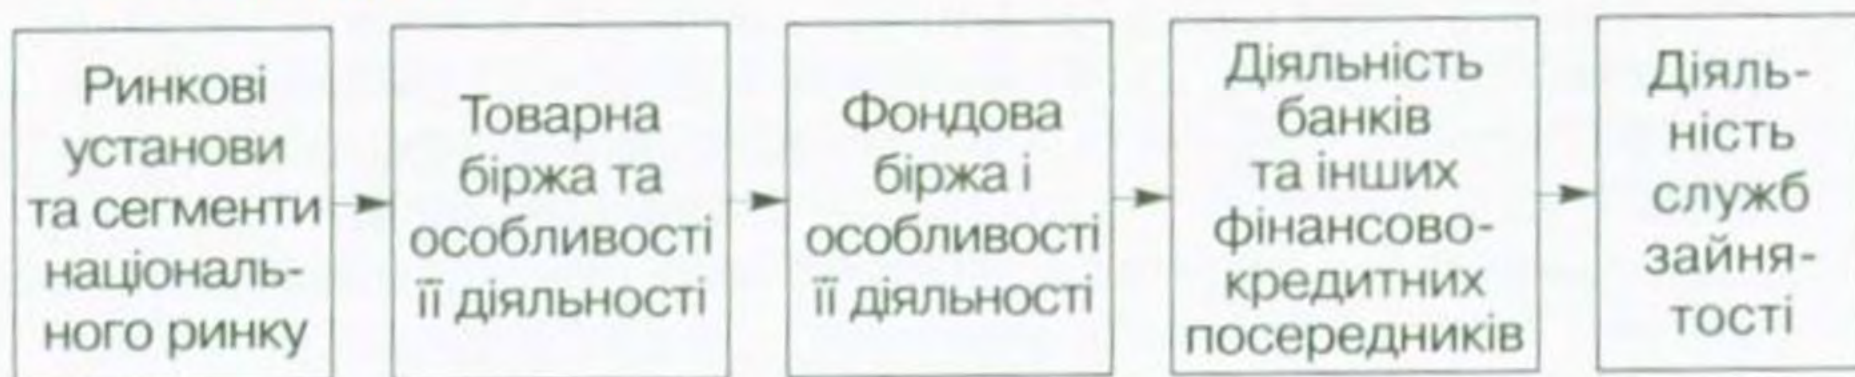 Ринкові
установи
та сегменти
національ-
ного ринку
Товарна
біржа та
особливості
її діяльності
Фондова
біржа і
особливості
її діяльності
Діяльність
банків
та інших
фінансово-
кредитних
посередників
Діяль-
ність
служб
зайня-
тості